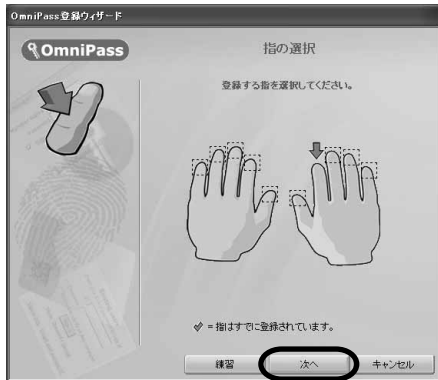 OmniPass登録ウィザード
OmniPass
指の選択
登録する指を選択してください。
✓ = 指はすでに登録されています。
練習
次へ
キャンセル